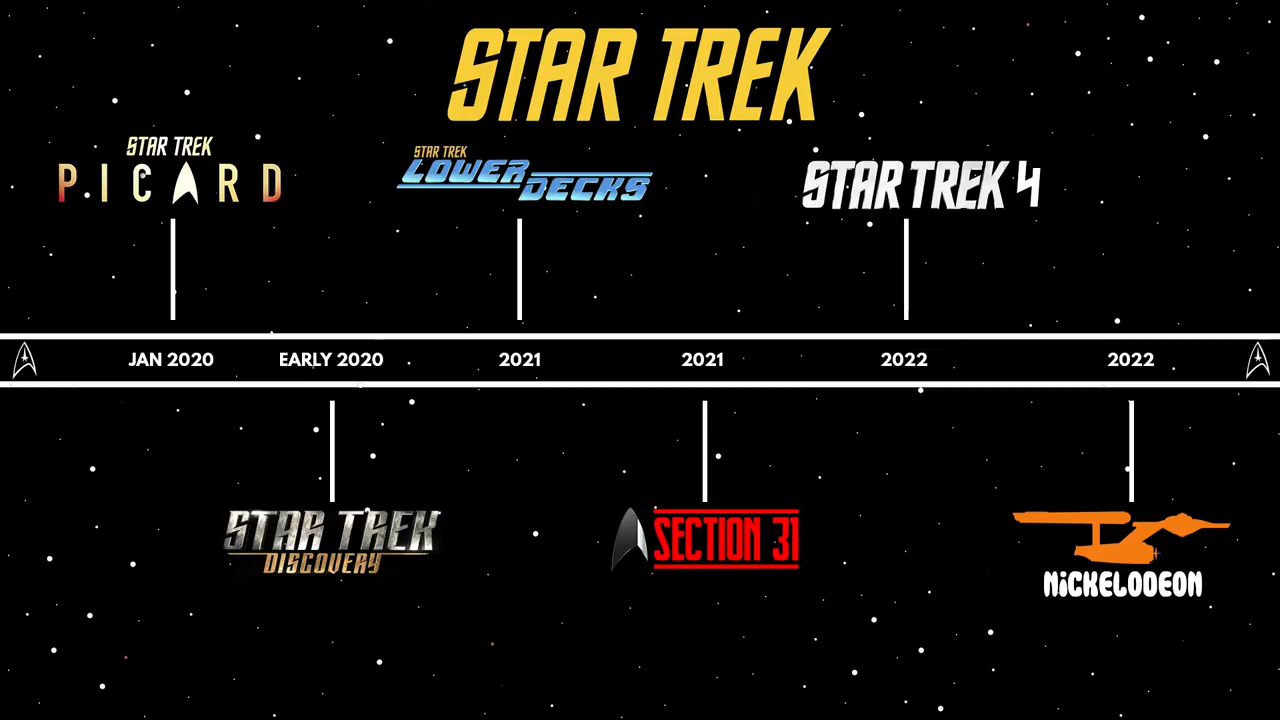 STAR TREK
STAR TREK
PICARD
STAR TREK
LOWER DECKS
STAR TREK 4
JAN 2020
EARLY 2020
2021
2021
2022
2022
STAR TREK
DISCOVERY
SECTION 31
NICKELODEON